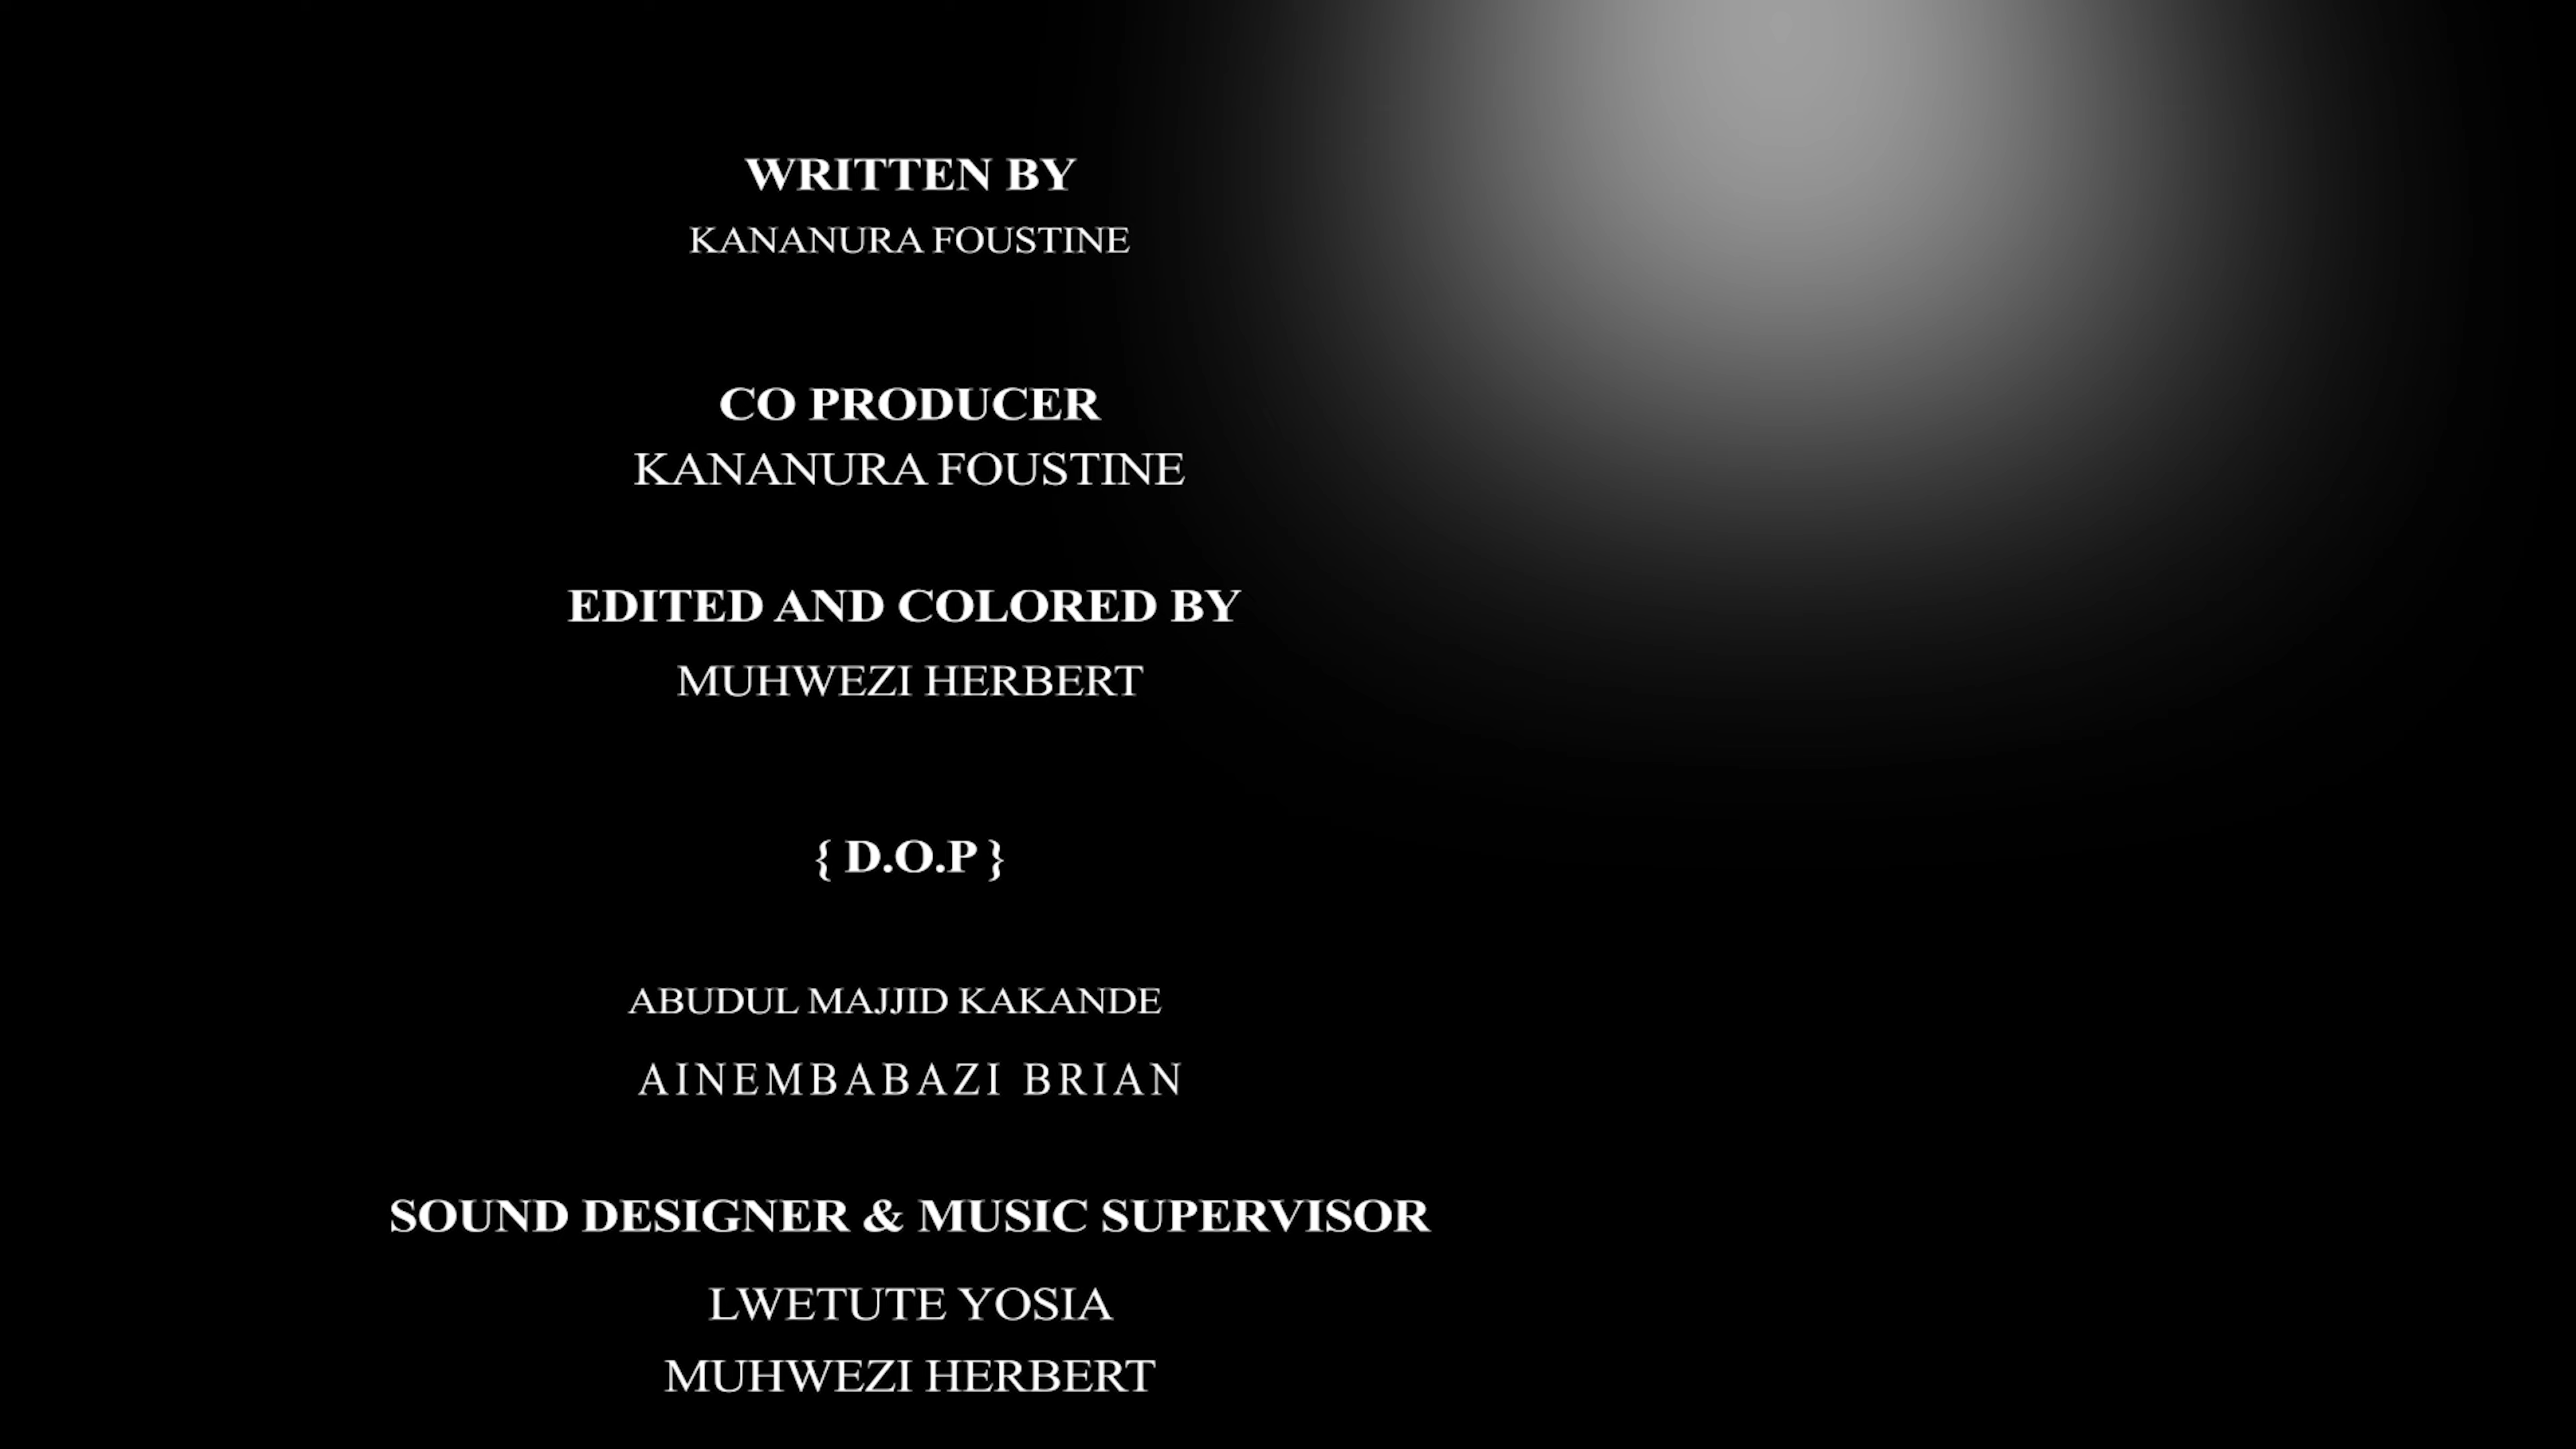 WRITTEN BY
KANANURA FOUSTINE
CO PRODUCER
KANANURA FOUSTINE
EDITED AND COLORED BY
MUHWEZI HERBERT
{ D.O.P }
ABUDUL MAJJID KAKANDE
AINEMBABAZI BRIAN
SOUND DESIGNER & MUSIC SUPERVISOR
LWETUTE YOSIA
MUHWEZI HERBERT